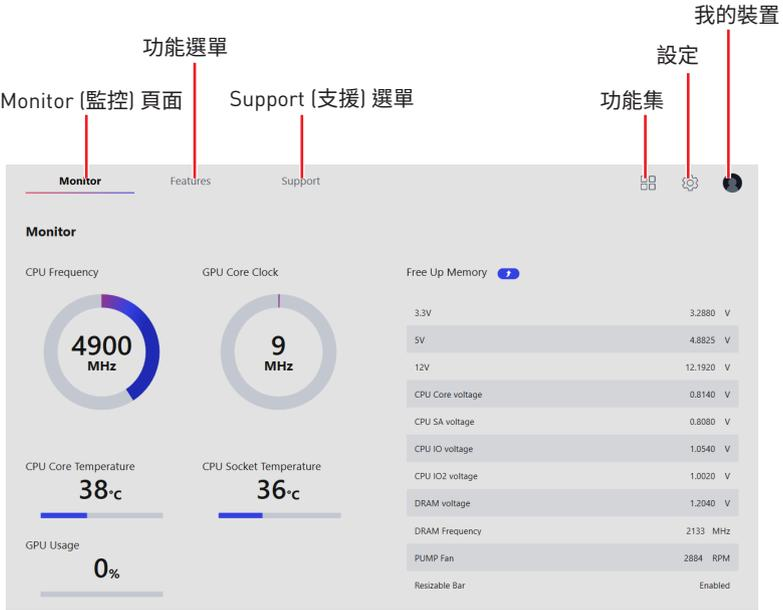 我的裝置
功能選單
設定
Monitor (監控) 頁面
Support (支援) 選單
功能集
Monitor
Features
Support
Monitor
CPU Frequency
GPU Core Clock
Free Up Memory
4900
MHz
9
MHz
3.3V 3.2880 V
5V 4.8825 V
12V 12.1920 V
CPU Core voltage 0.8140 V
CPU SA voltage 0.8080 V
CPU IO voltage 1.0540 V
CPU IO2 voltage 1.0020 V
DRAM voltage 1.2040 V
DRAM Frequency 2133 MHz
PUMP Fan 2884 RPM
Resizable Bar Enabled
CPU Core Temperature
38°C
CPU Socket Temperature
36°C
GPU Usage
0%